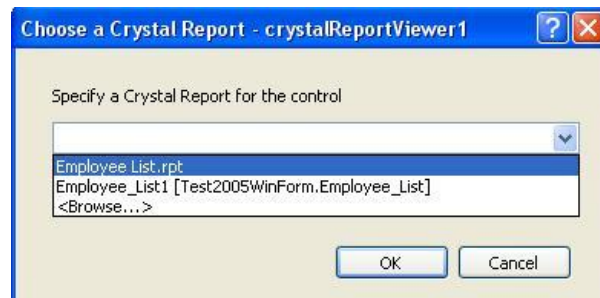 Choose a Crystal Report - crystalReportViewer1
Specify a Crystal Report for the control
Employee List.rpt
Employee_List1 [Test2005WinForm.Employee_List]
<Browse...>
OK Cancel